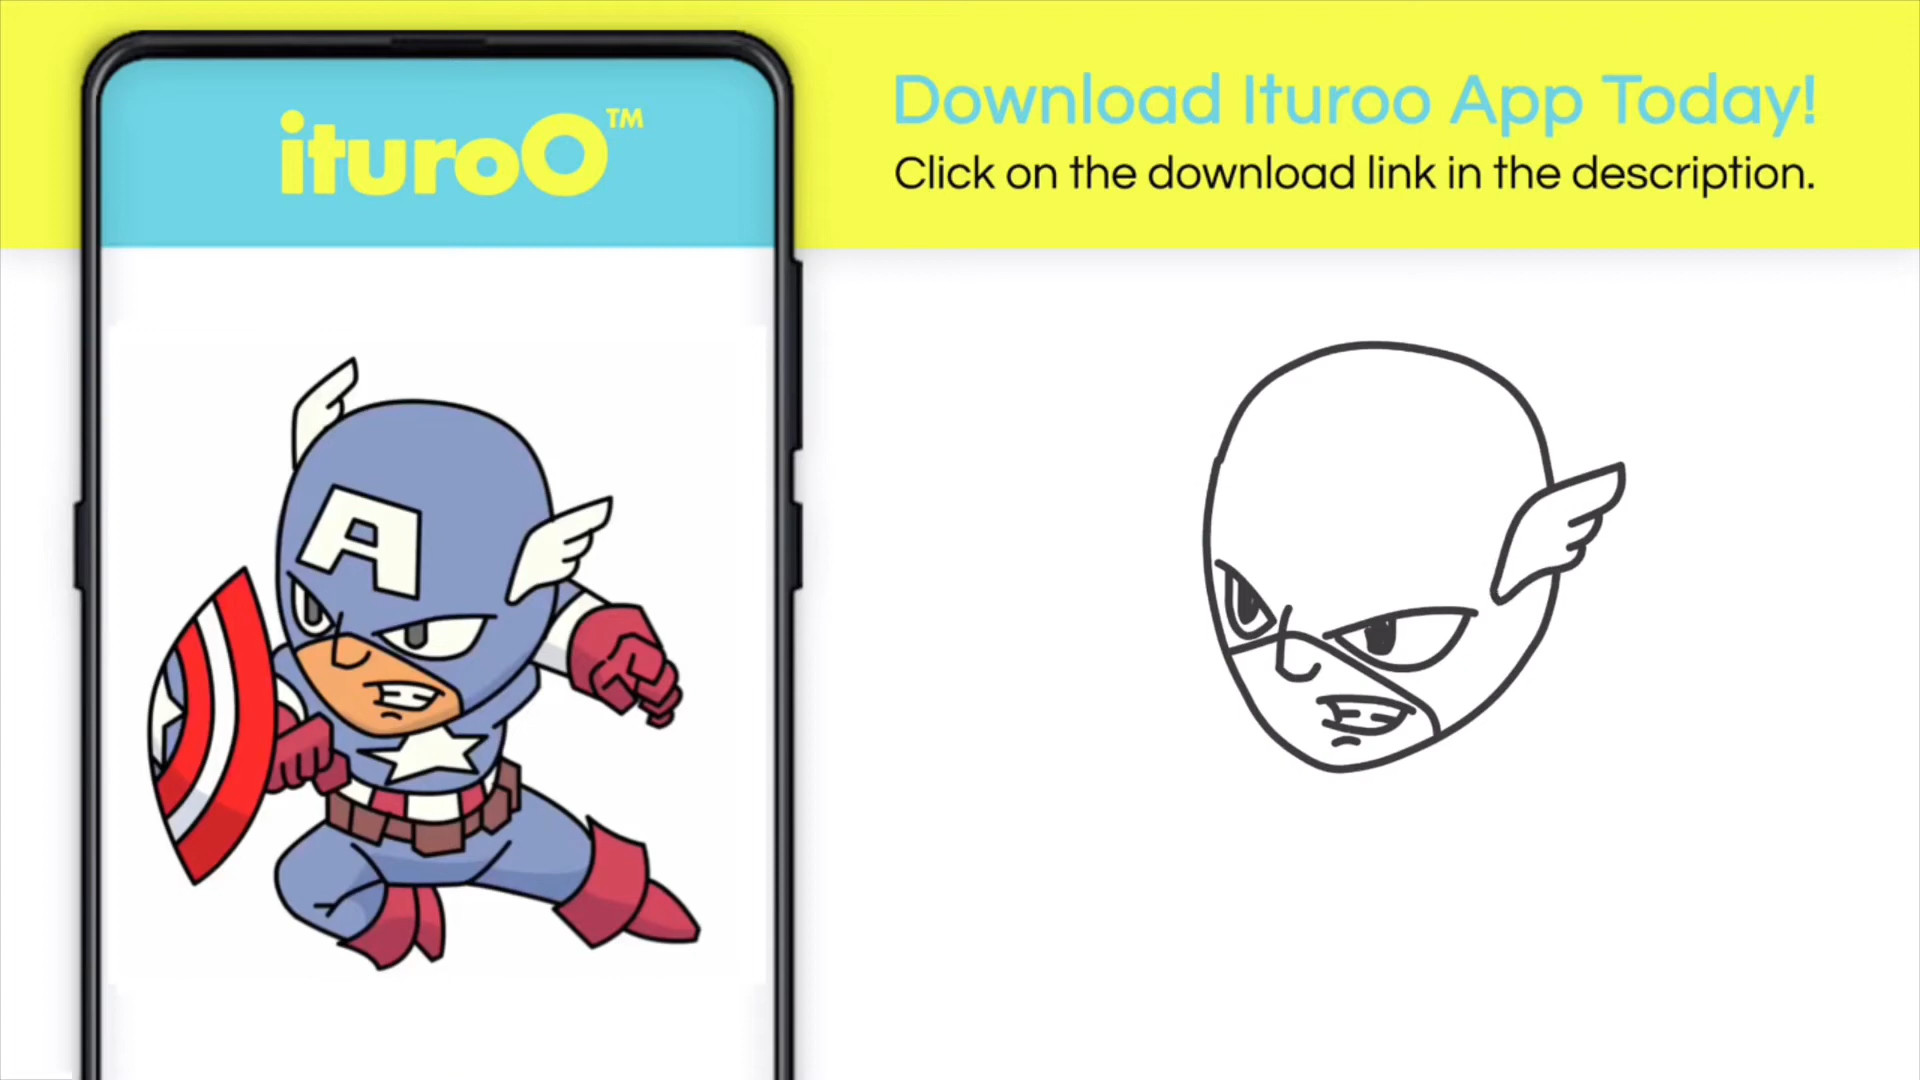 ituroO™
Download Ituroo App Today!
Click on the download link in the description.
A